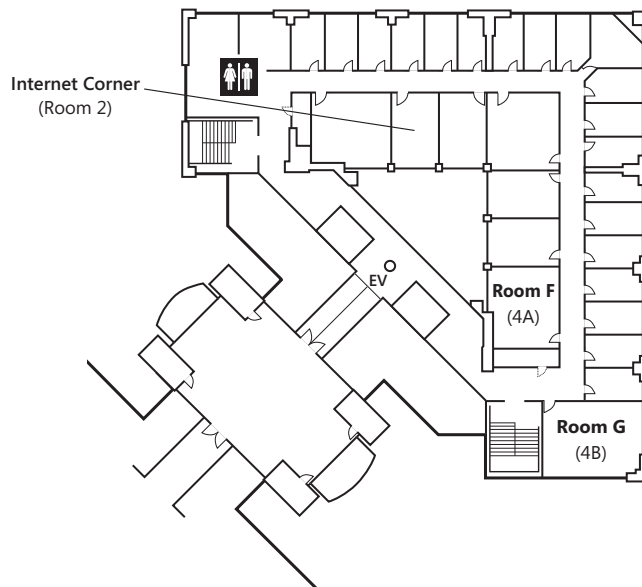 Internet Corner
(Room 2)
EV
Room F
(4A)
Room G
(4B)